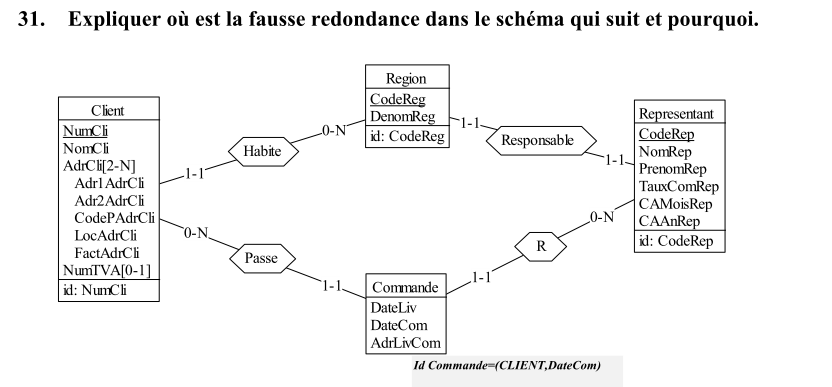 31. Expliquer où est la fausse redondance dans le schéma qui suit et pourquoi.
Region
CodeReg
DenomReg
id: CodeReg
Client
NumCli
NomCli
AdrCli[2-N]
Adr1AdrCli
Adr2AdrCli
CodePAdrCli
LocAdrCli
FactAdrCli
NumTVA[0-1]
id: NumCli
Representant
CodeRep
NomRep
PrenomRep
TauxComRep
CAMoisRep
CAAnRep
id: CodeRep
1-1
Habite
0-N
1-1
Responsable
1-1
0-N
Passe
1-1
1-1
R
0-N
Commande
DateLiv
DateCom
AdrLivCom
Id Commande=(CLIENT,DateCom)